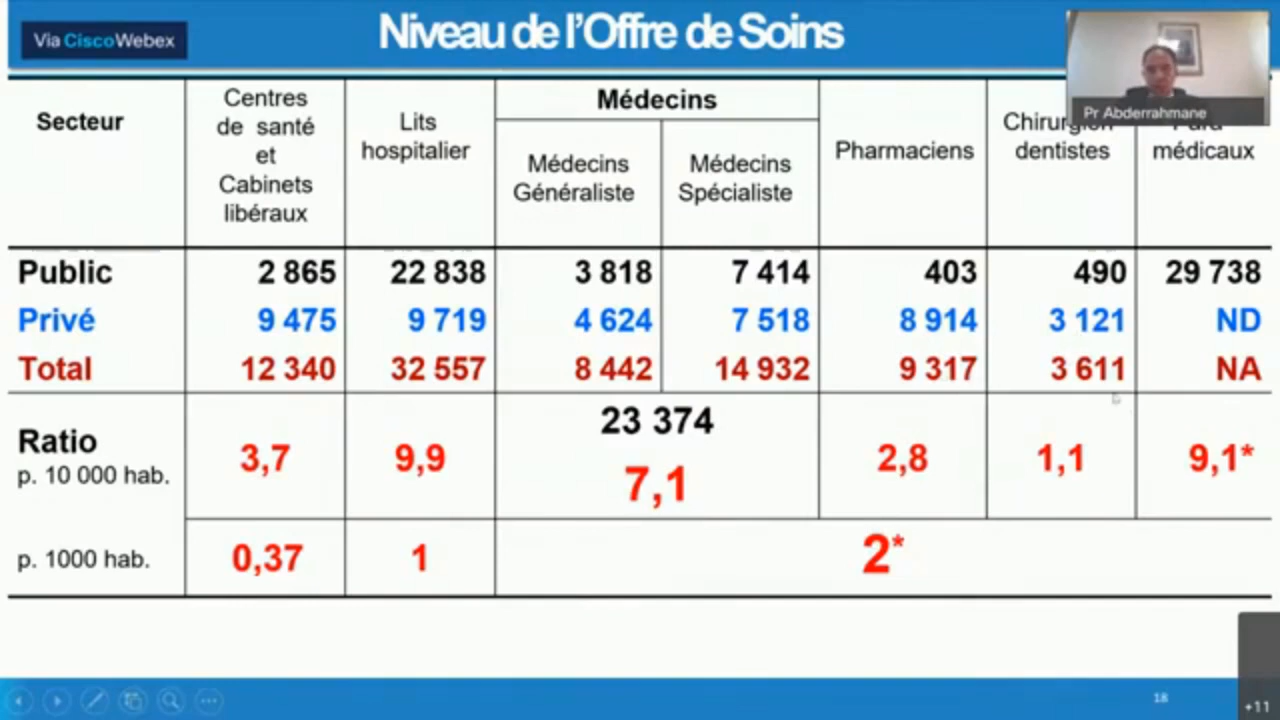 Via CiscoWebex
Niveau de l'Offre de Soins
Pr Abderrahmane
Secteur
Centres
de santé
et
Cabinets
libéraux
Lits
hospitalier
Médecins
Médecins
Généraliste
Médecins
Spécialiste
Pharmaciens
Chirurgien
dentistes
médicaux
Public 2 865 22 838 3 818 7 414 403 490 29 738
Privé 9 475 9 719 4 624 7 518 8 914 3 121 ND
Total 12 340 32 557 8 442 14 932 9 317 3 611 NA
Ratio
p. 10 000 hab.
3,7 9,9
23 374
7,1
2,8 1,1 9,1*
p. 1000 hab. 0,37 1 2*
18
+11